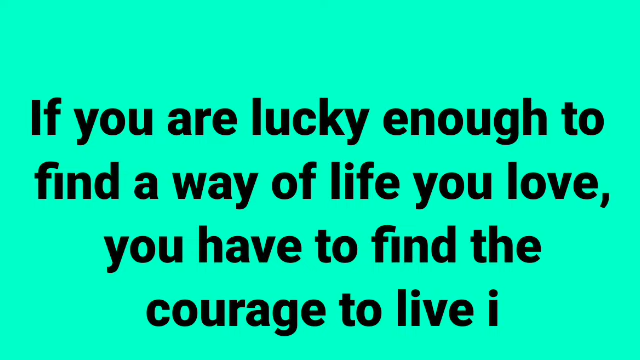 If you are lucky enough to
find a way of life you love,
you have to find the
courage to live i